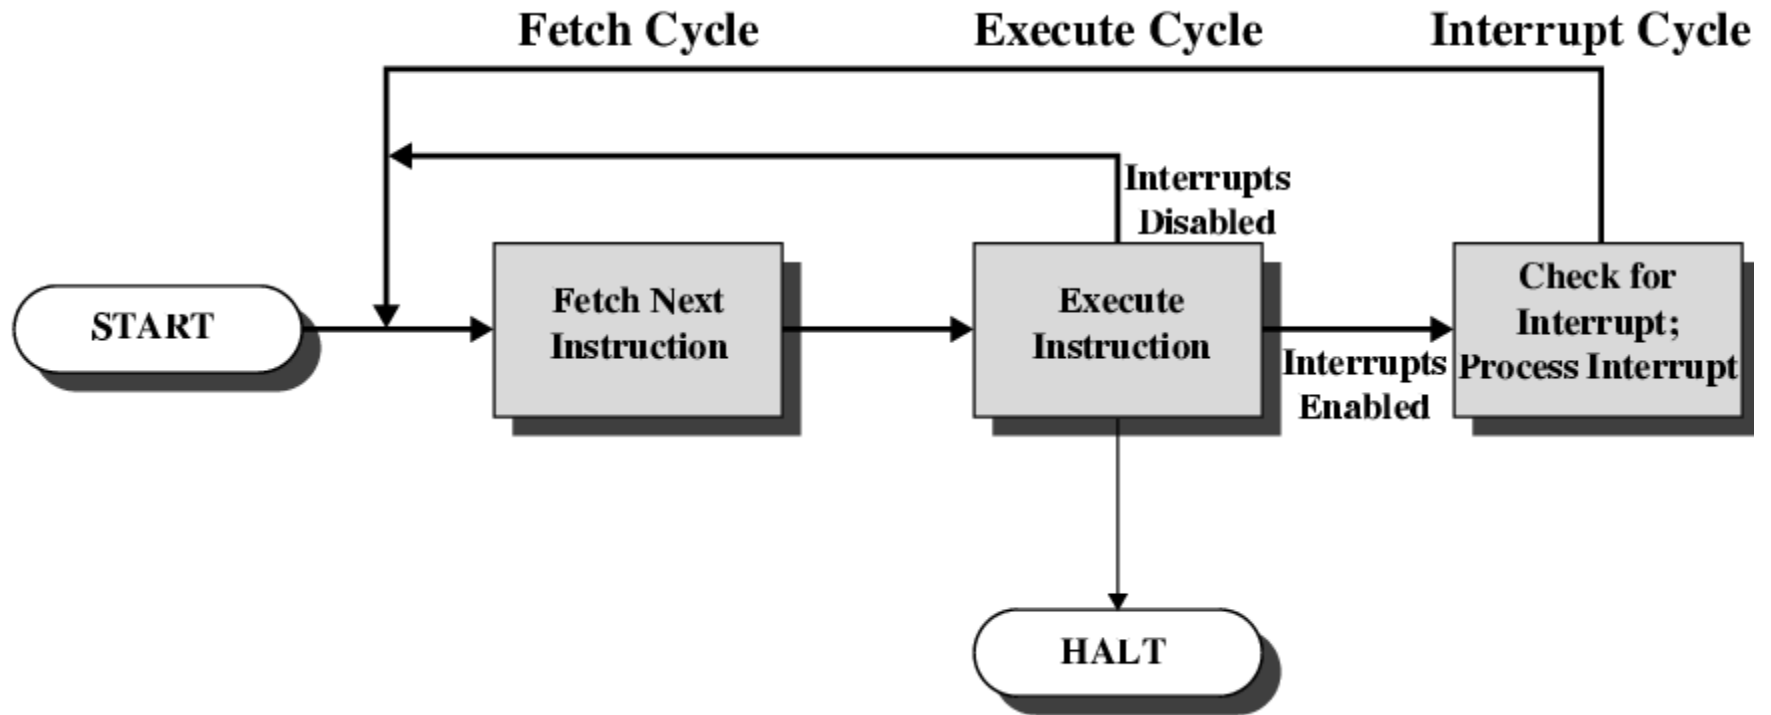 Fetch Cycle
Execute Cycle
Interrupt Cycle
Interrupts
Disabled
START
Fetch Next
Instruction
Execute
Instruction
Interrupts
Enabled
Check for
Interrupt;
Process Interrupt
HALT